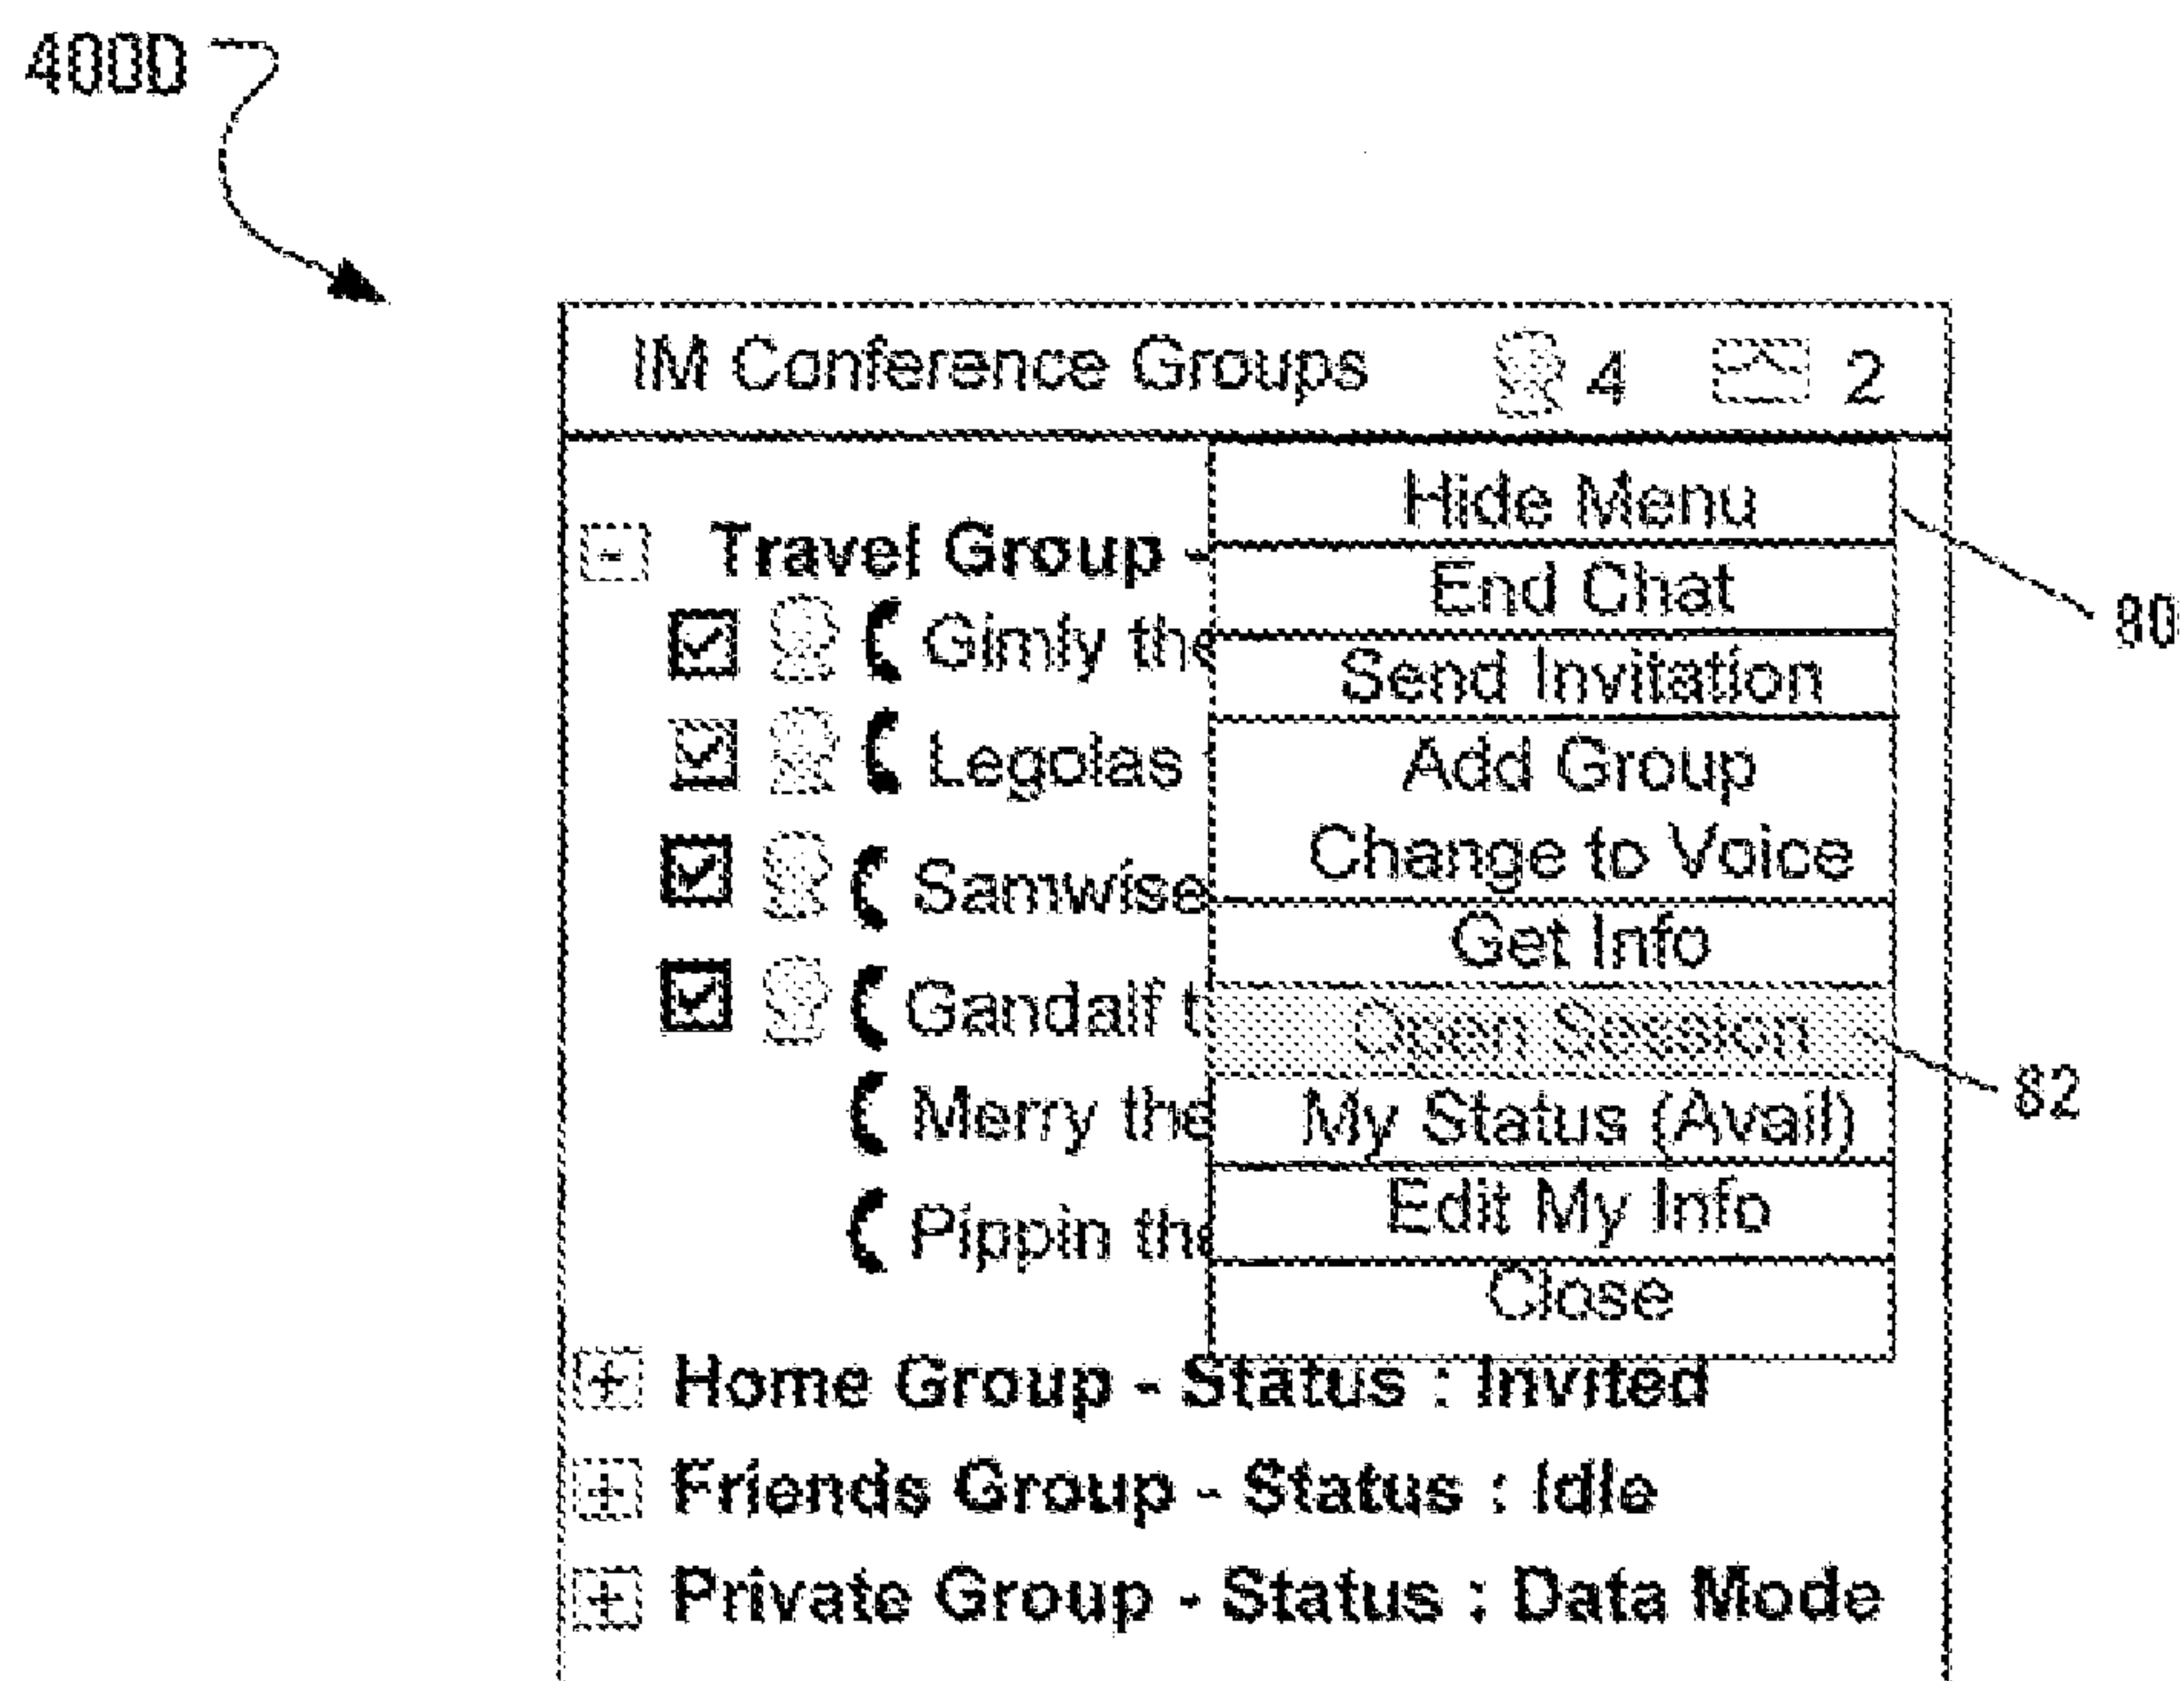 400D
IM Conference Groups 4 2
Hide Menu
- Travel Group -
End Chat
80
Gimly the
Send Invitation
Legolas
Add Group
Change to Voice
Samwise
Get Info
Gandalf t
Open Session
82
Merry the
My Status (Avail)
Pippin the
Edit My Info
Close
+ Home Group - Status : Invited
+ Friends Group - Status : Idle
+ Private Group - Status : Data Mode